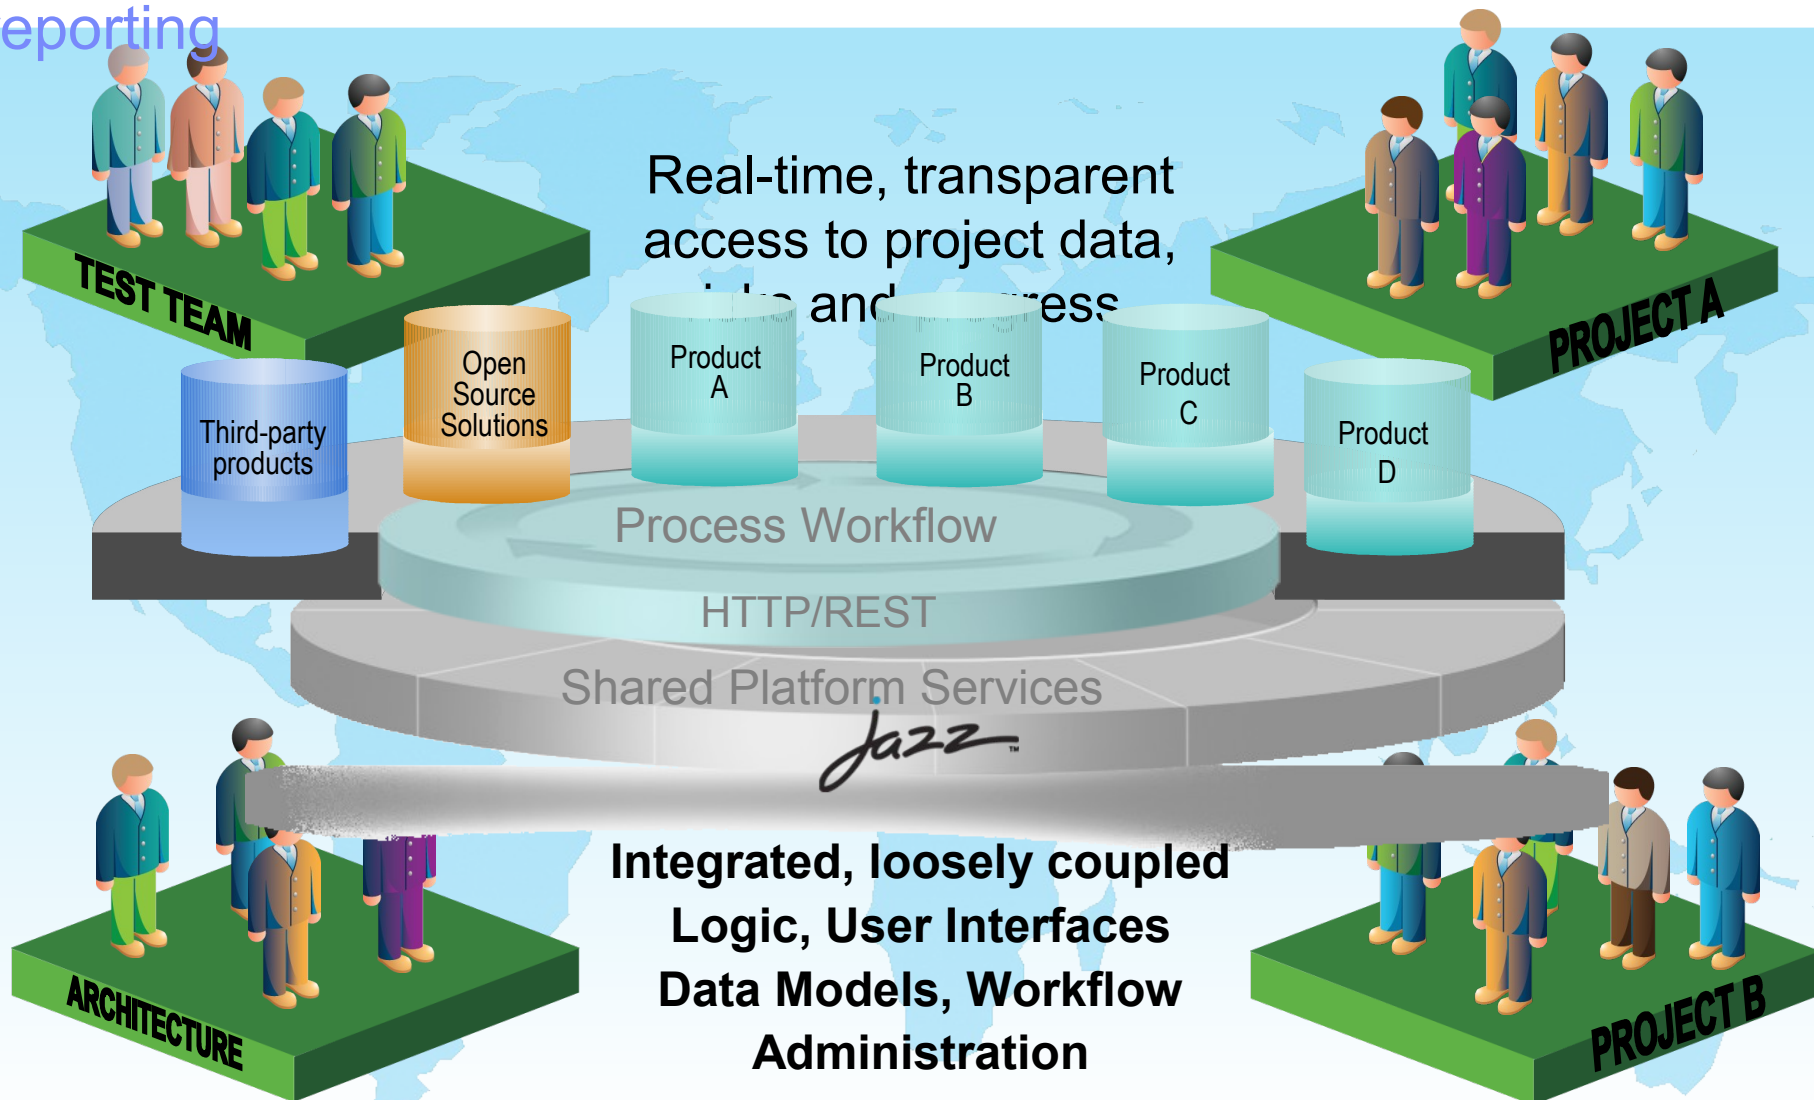 eporting
Real-time, transparent
access to project data,
and
TEST TEAM
PROJECT A
Third-party
products
Open
Source
Solutions
Product
A
Product
B
Product
C
Product
D
Process Workflow
HTTP/REST
Shared Platform Services
jazz™
Integrated, loosely coupled
Logic, User Interfaces
Data Models, Workflow
Administration
ARCHITECTURE
PROJECT B